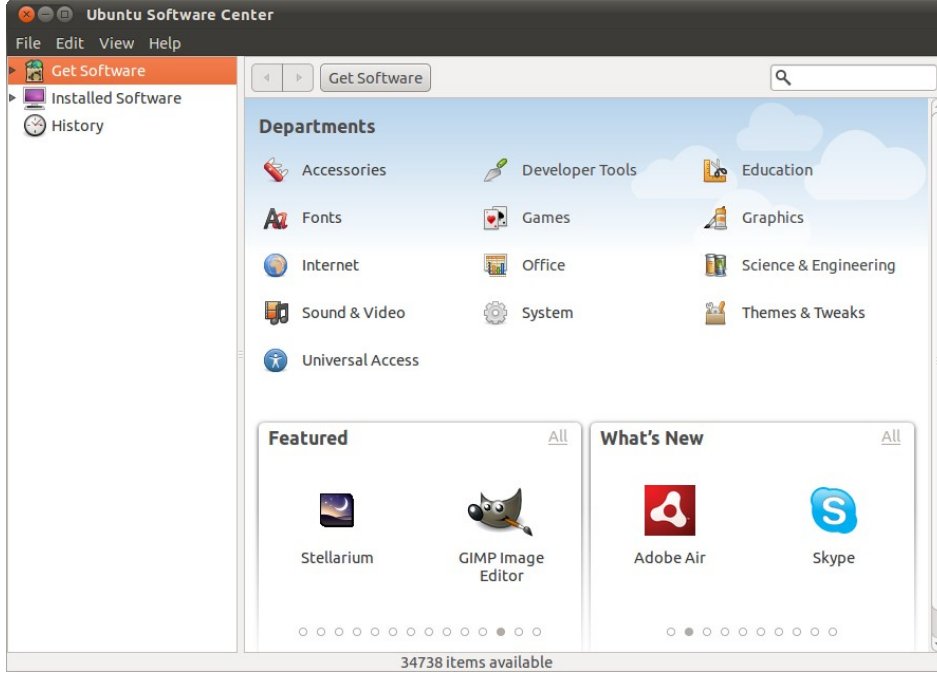 Ubuntu Software Center
File Edit View Help
Get Software
Installed Software
History
Get Software
Departments
Accessories
Developer Tools
Education
Fonts
Games
Graphics
Internet
Office
Science & Engineering
Sound & Video
System
Themes & Tweaks
Universal Access
Featured
All
Stellarium
GIMP Image
Editor
What's New
All
Adobe Air
Skype
34738 items available